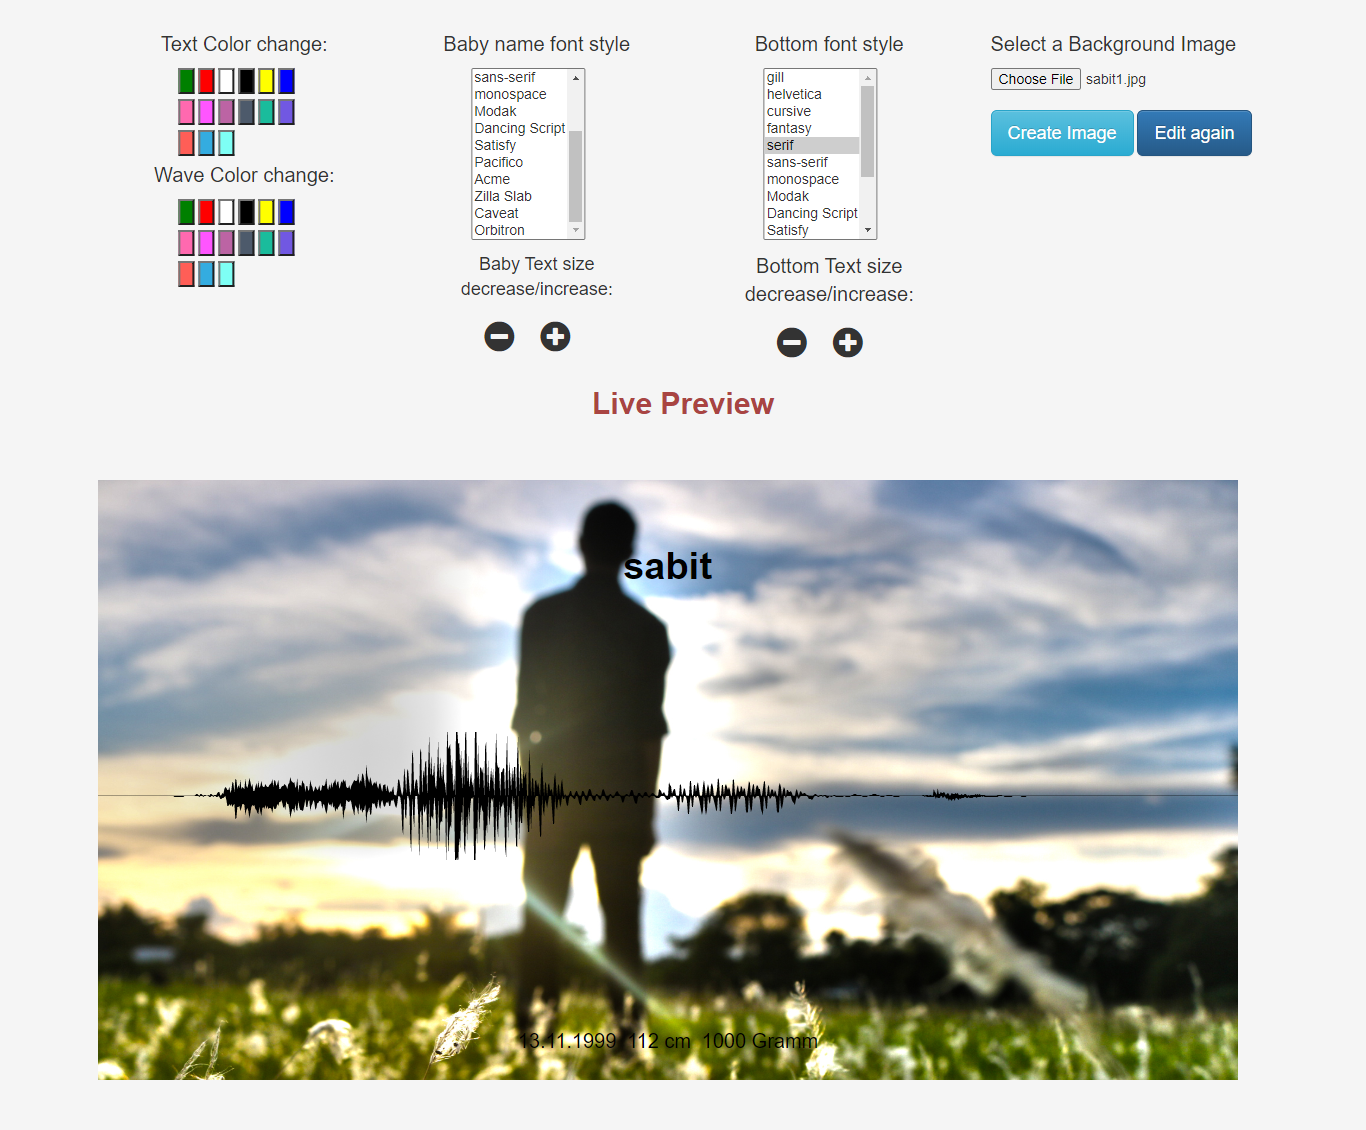 Text Color change:
Wave Color change:
Baby name font style
sans-serif
monospace
Modak
Dancing Script
Satisfy
Pacifico
Acme
Zilla Slab
Caveat
Orbitron
Baby Text size
decrease/increase:
Bottom font style
gill
helvetica
cursive
fantasy
serif
sans-serif
monospace
Modak
Dancing Script
Satisfy
Bottom Text size
decrease/increase:
Select a Background Image
Choose File sabit1.jpg
Create Image Edit again
Live Preview
sabit
13.11.1999 112 cm 1000 Gramm